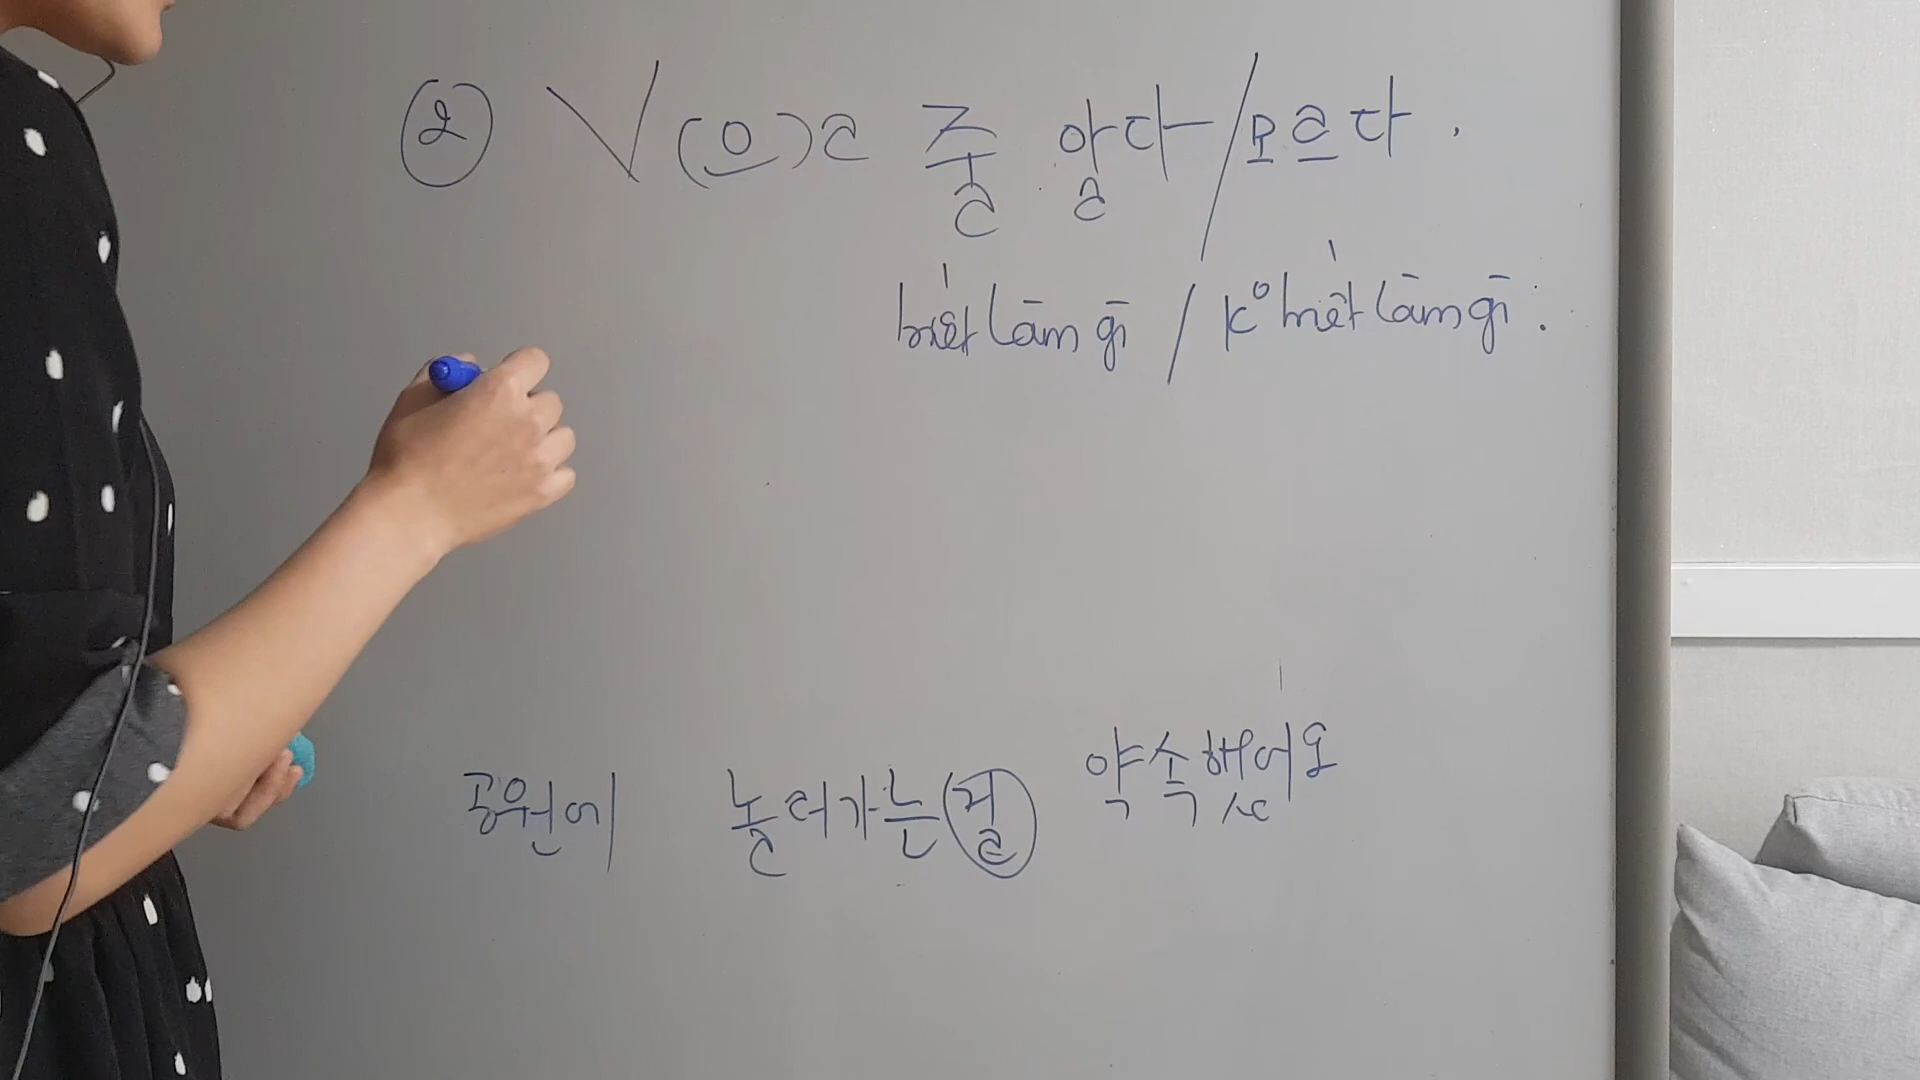 ② V (으)ㄹ 줄 알다/모르다.
biết làm gì / k° biết làm gì :
공원에 놀러가는걸 약속했어요